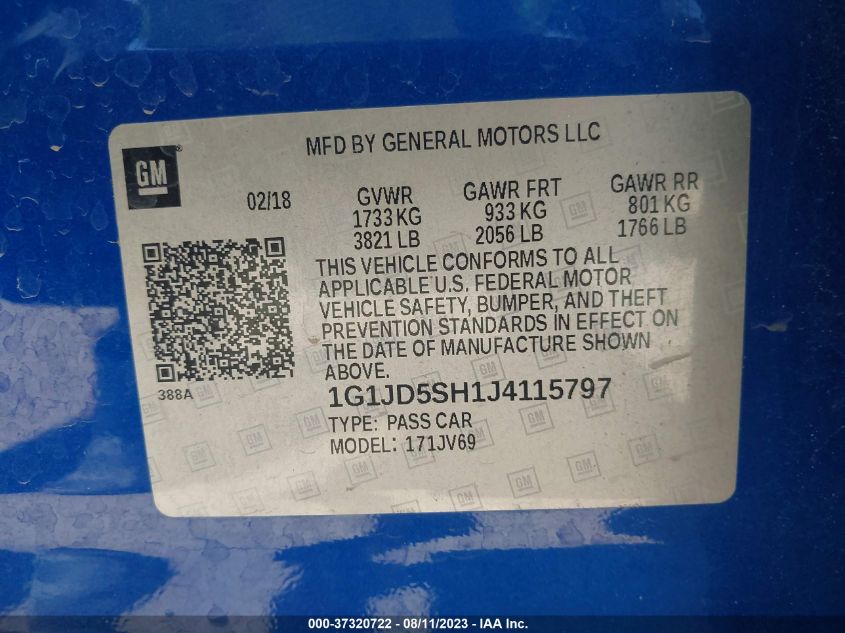 MFD BY GENERAL MOTORS LLC
GM
02/18
GVWR
1733 KG
3821 LB
GAWR FRT
933 KG
2056 LB
GAWR RR
801 KG
1766 LB
THIS VEHICLE CONFORMS TO ALL
APPLICABLE U.S. FEDERAL MOTOR
VEHICLE SAFETY, BUMPER, AND THEFT
PREVENTION STANDARDS IN EFFECT ON
THE DATE OF MANUFACTURE SHOWN
ABOVE.
388A
1G1JD5SH1J4115797
TYPE: PASS CAR
MODEL: 171JV69
000-37320722 - 08/11/2023 - IAA Inc.